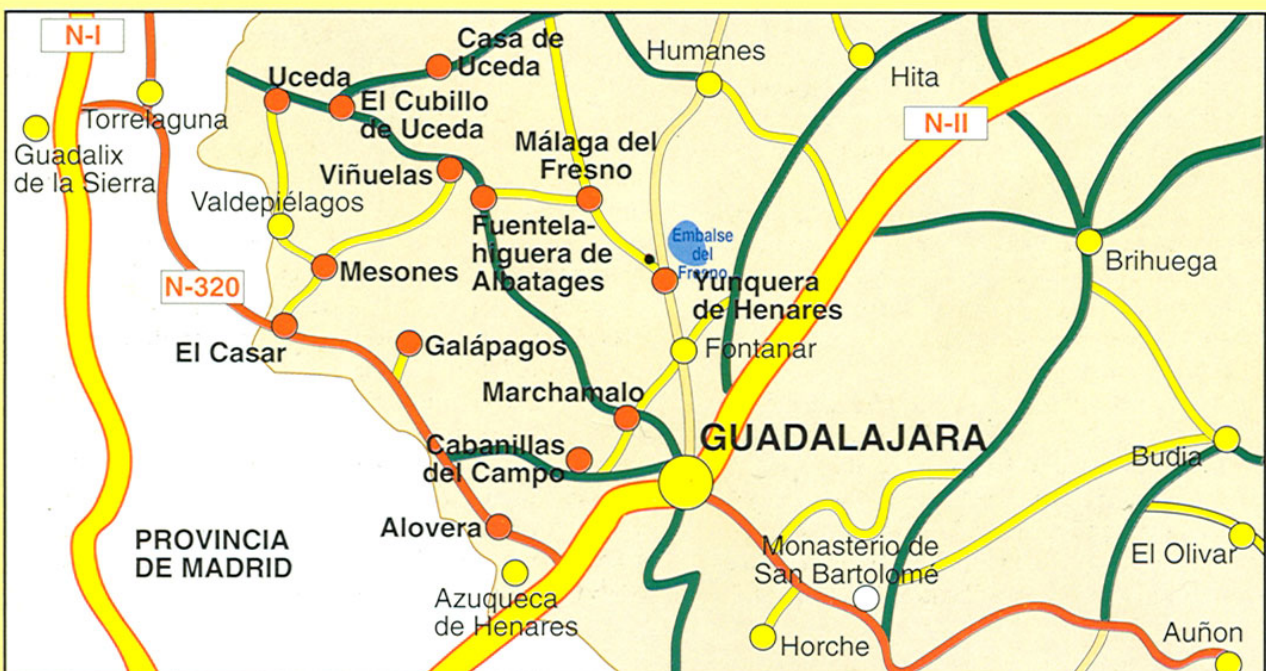 N-I
Casa de
Uceda
Humanes
Hita
Uceda
El Cubillo
de Uceda
Torrelaguna
N-II
Guadalix
de la Sierra
Málaga del
Fresno
Viñuelas
Valdepiélagos
Fuentela-
higuera de
Albatages
Embalse
del
Fresno
Brihuega
Mesones
Yunquera
de Henares
N-320
El Casar
Galápagos
Fontanar
Marchamalo
GUADALAJARA
Cabanillas
del Campo
Budia
Alovera
PROVINCIA
DE MADRID
Monasterio de
San Bartolomé
El Olivar
Azuqueca
de Henares
Horche
Auñon